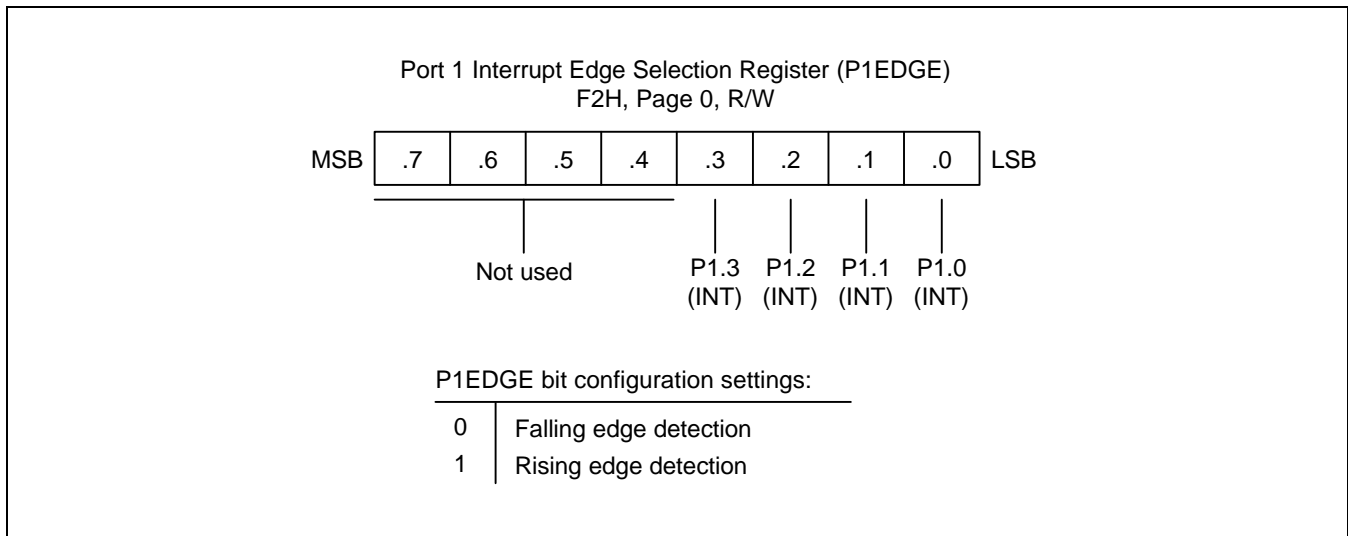 Port 1 Interrupt Edge Selection Register (P1EDGE)
F2H, Page 0, R/W
MSB .7 .6 .5 .4 .3 .2 .1 .0 LSB
Not used P1.3 P1.2 P1.1 P1.0
(INT) (INT) (INT) (INT)
P1EDGE bit configuration settings:
0 Falling edge detection
1 Rising edge detection